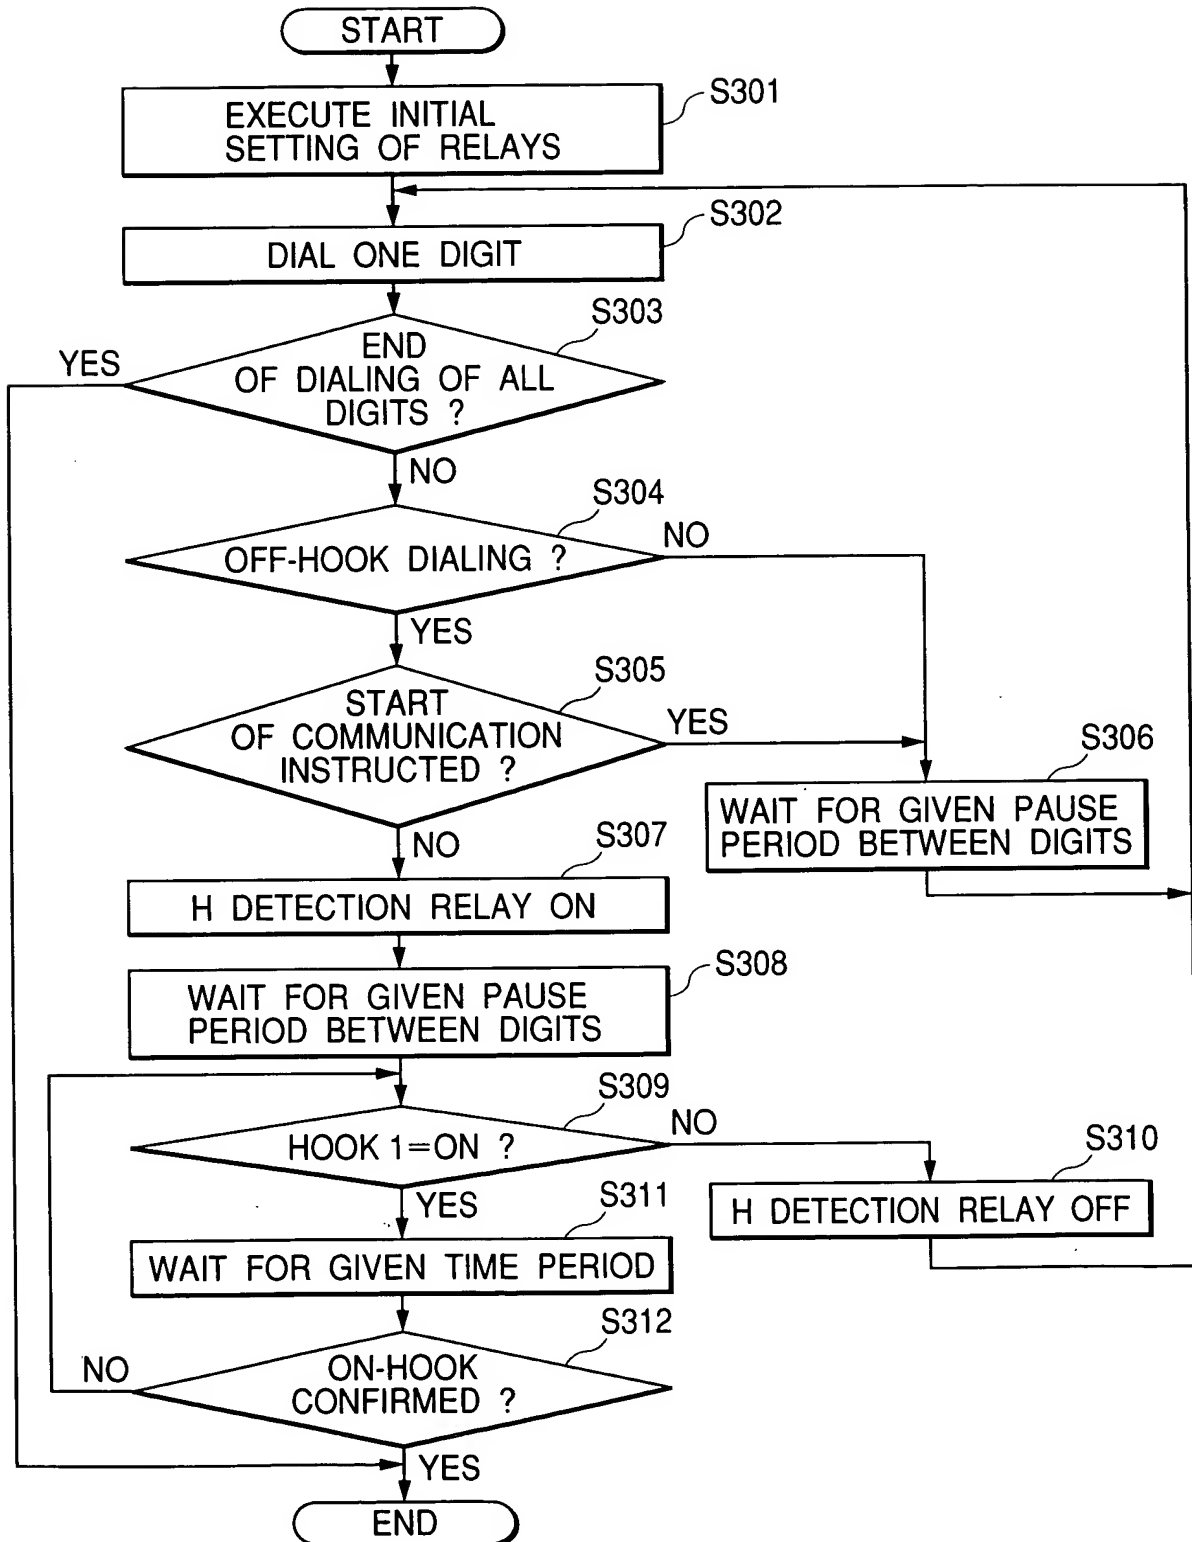 START
S301
EXECUTE INITIAL
SETTING OF RELAYS
S302
DIAL ONE DIGIT
S303
YES
END
OF DIALING OF ALL
DIGITS ?
NO
S304
OFF-HOOK DIALING ?
NO
YES
S305
START
OF COMMUNICATION
INSTRUCTED ?
YES
S306
WAIT FOR GIVEN PAUSE
PERIOD BETWEEN DIGITS
NO
S307
H DETECTION RELAY ON
S308
WAIT FOR GIVEN PAUSE
PERIOD BETWEEN DIGITS
S309
HOOK 1=ON ?
NO
S310
H DETECTION RELAY OFF
YES
S311
WAIT FOR GIVEN TIME PERIOD
S312
NO
ON-HOOK
CONFIRMED ?
YES
END